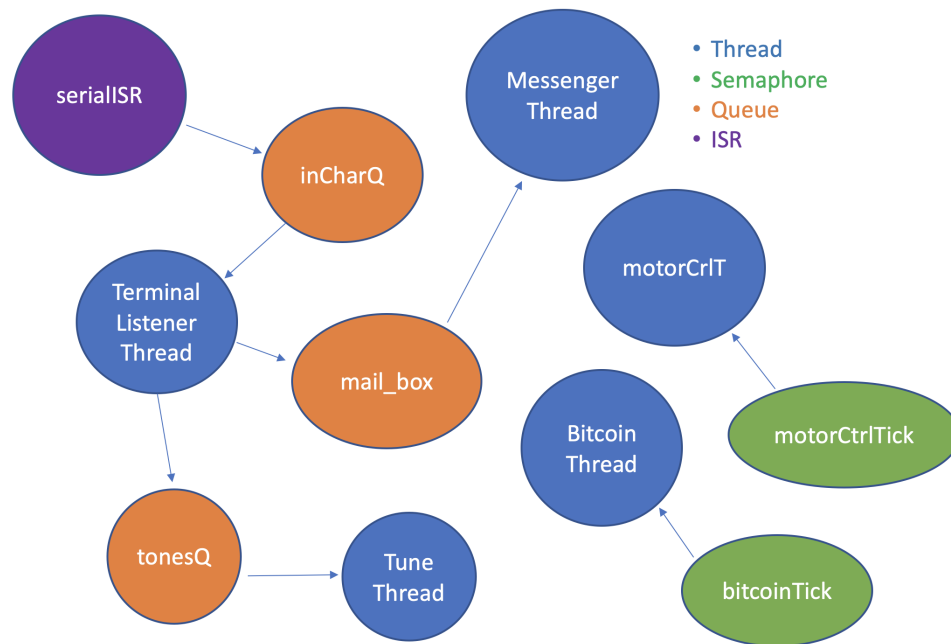 serialISR
Messenger
Thread
• Thread
• Semaphore
• Queue
• ISR
inCharQ
motorCrlT
Terminal
Listener
Thread
mail_box
Bitcoin
Thread
motorCtrlTick
tonesQ
Tune
Thread
bitcoinTick